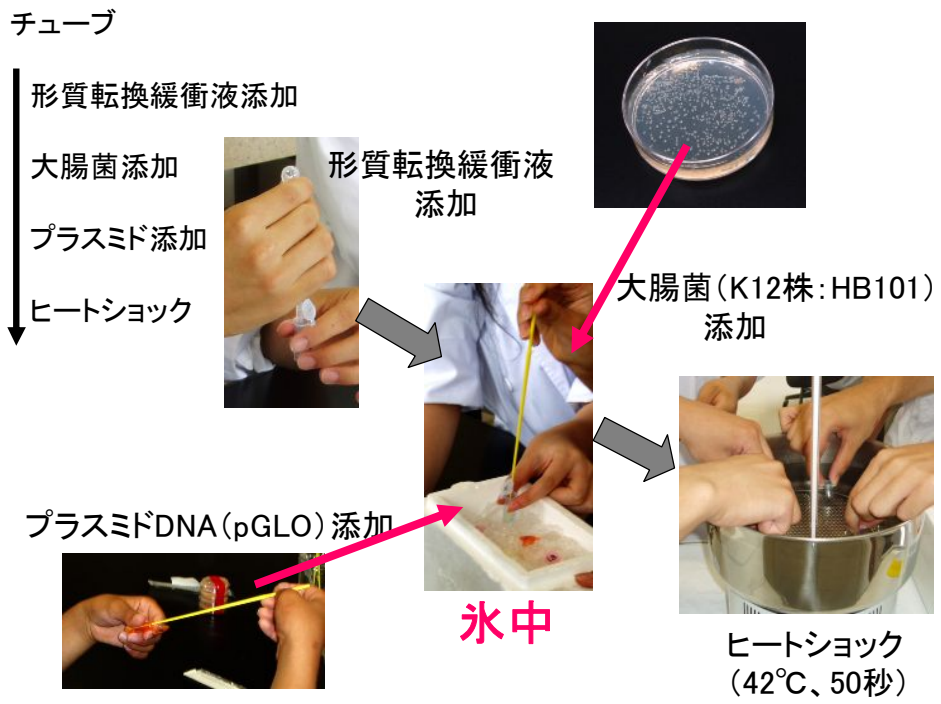 チューブ
形質転換緩衝液添加
大腸菌添加
プラスミド添加
ヒートショック
形質転換緩衝液
添加
大腸菌(K12株:HB101)
添加
プラスミドDNA(pGLO)添加
氷中
ヒートショック
(42℃、50秒)